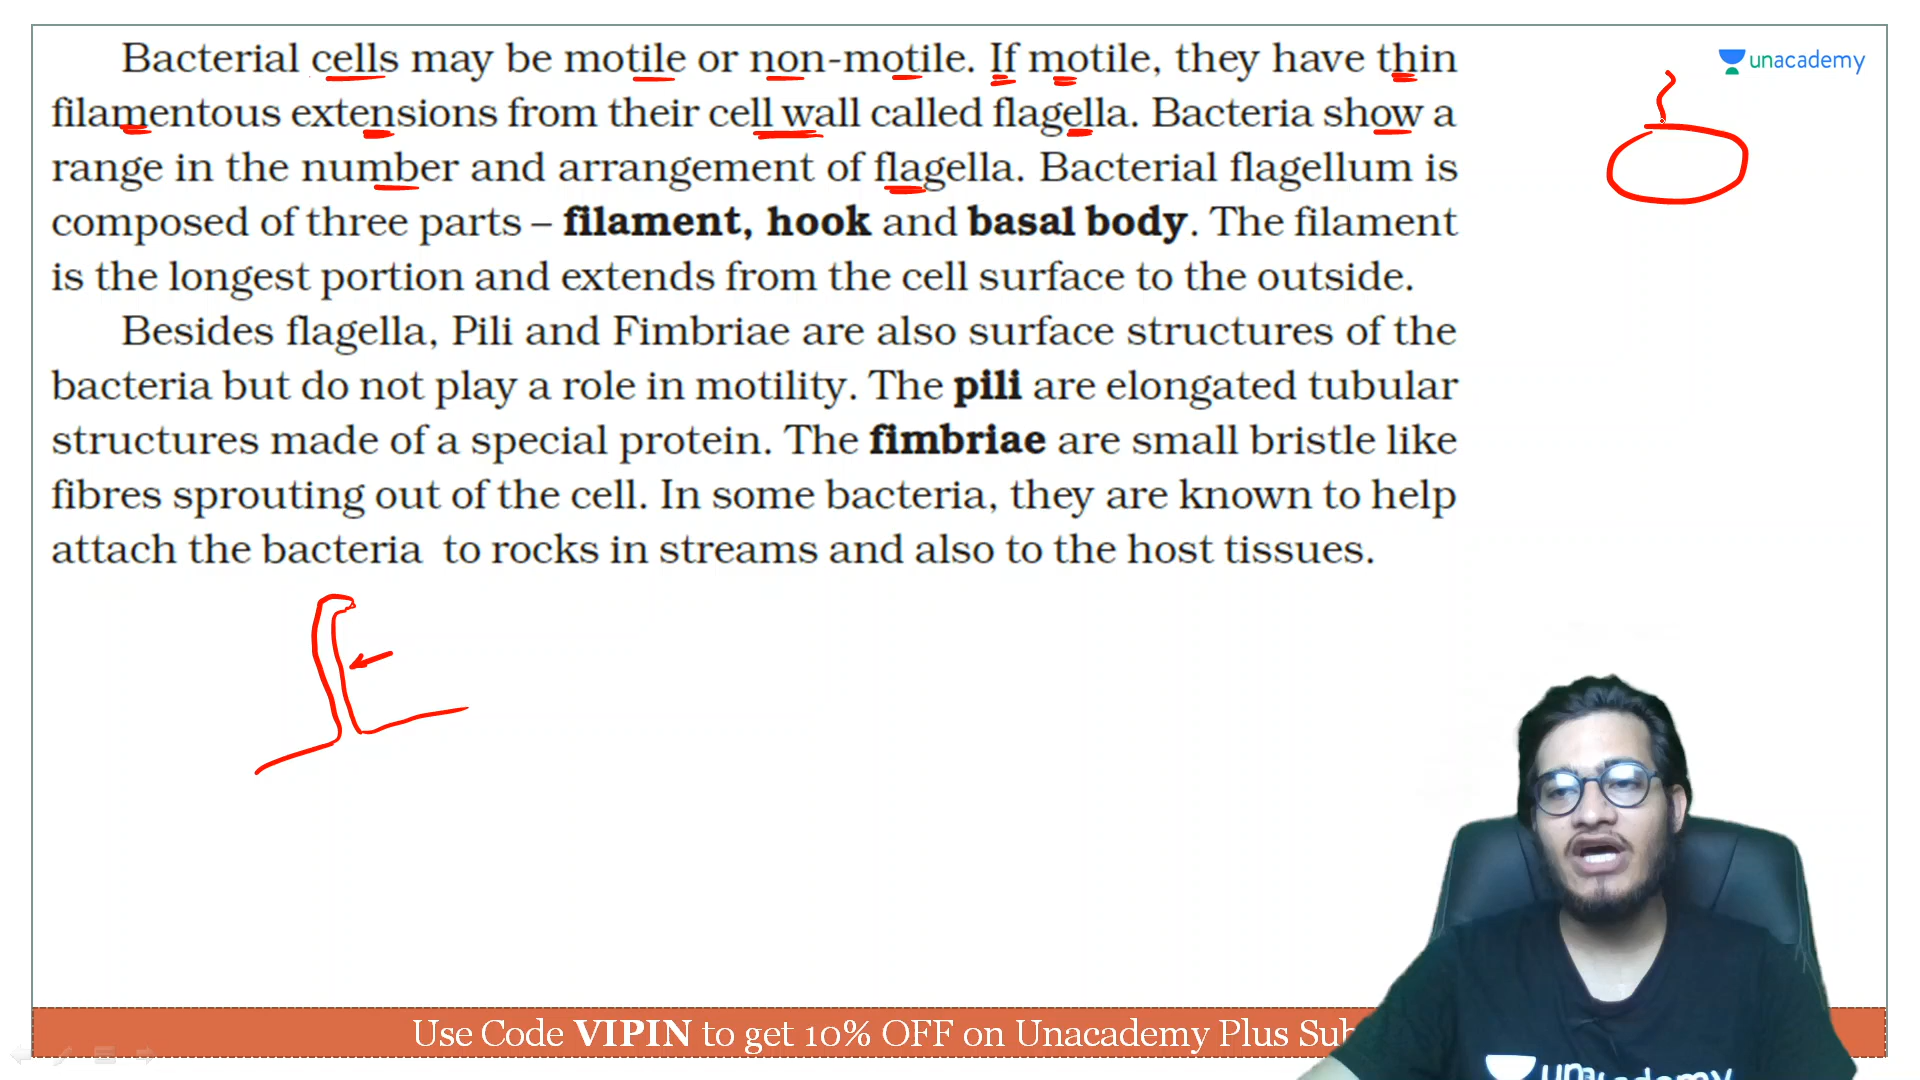 Bacterial cells may be motile or non-motile. If motile, they have thin
filamentous extensions from their cell wall called flagella. Bacteria show a
range in the number and arrangement of flagella. Bacterial flagellum is
composed of three parts – filament, hook and basal body. The filament
is the longest portion and extends from the cell surface to the outside.
Besides flagella, Pili and Fimbriae are also surface structures of the
bacteria but do not play a role in motility. The pili are elongated tubular
structures made of a special protein. The fimbriae are small bristle like
fibres sprouting out of the cell. In some bacteria, they are known to help
attach the bacteria to rocks in streams and also to the host tissues.
unacademy
Use Code VIPIN to get 10% OFF on Unacademy Plus Sub
unacademy